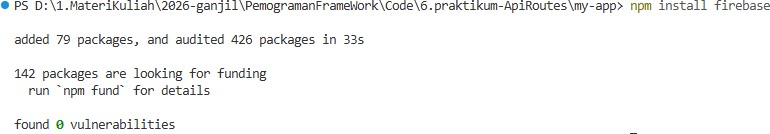 PS D:\1.MateriKuliah\2026-ganjil\PemogramanFrameWork\Code\6.praktikum-ApiRoutes\my-app> npm install firebase
added 79 packages, and audited 426 packages in 33s
142 packages are looking for funding
  run `npm fund` for details
found 0 vulnerabilities